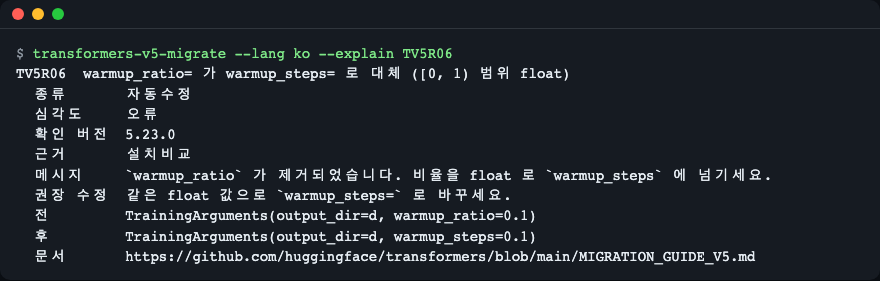 $ transformers-v5-migrate --lang ko --explain TV5R06
TV5R06  warmup_ratio= 가 warmup_steps= 로 대체 ([0, 1) 범위 float)
  종류       자동수정
  심각도     오류
  확인 버전  5.23.0
  근거       설치비교
  메시지     `warmup_ratio` 가 제거되었습니다. 비율을 float 로 `warmup_steps` 에 넘기세요.
  권장 수정  같은 float 값으로 `warmup_steps=` 로 바꾸세요.
  전         TrainingArguments(output_dir=d, warmup_ratio=0.1)
  후         TrainingArguments(output_dir=d, warmup_steps=0.1)
  문서       https://github.com/huggingface/transformers/blob/main/MIGRATION_GUIDE_V5.md